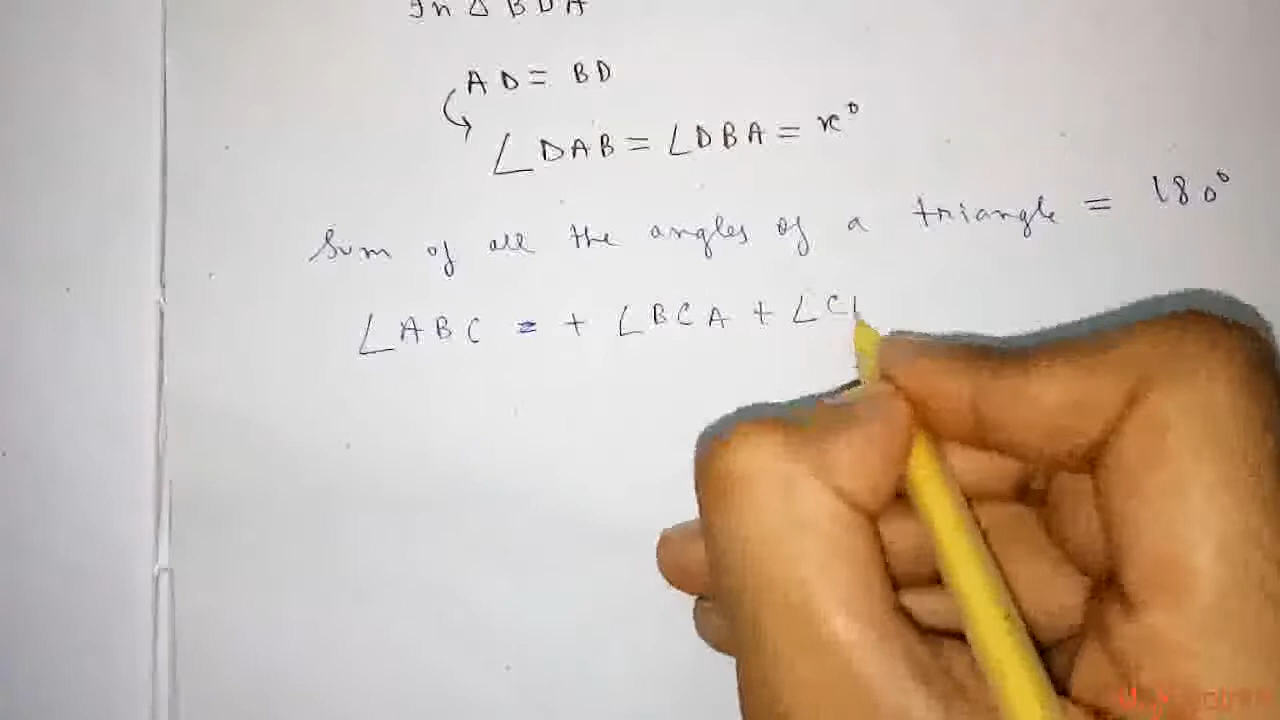 In △ BDA
AD = BD
∠DAB = ∠DBA = x°
Sum of all the angles of a triangle = 180°
∠ABC = + ∠BCA + ∠C